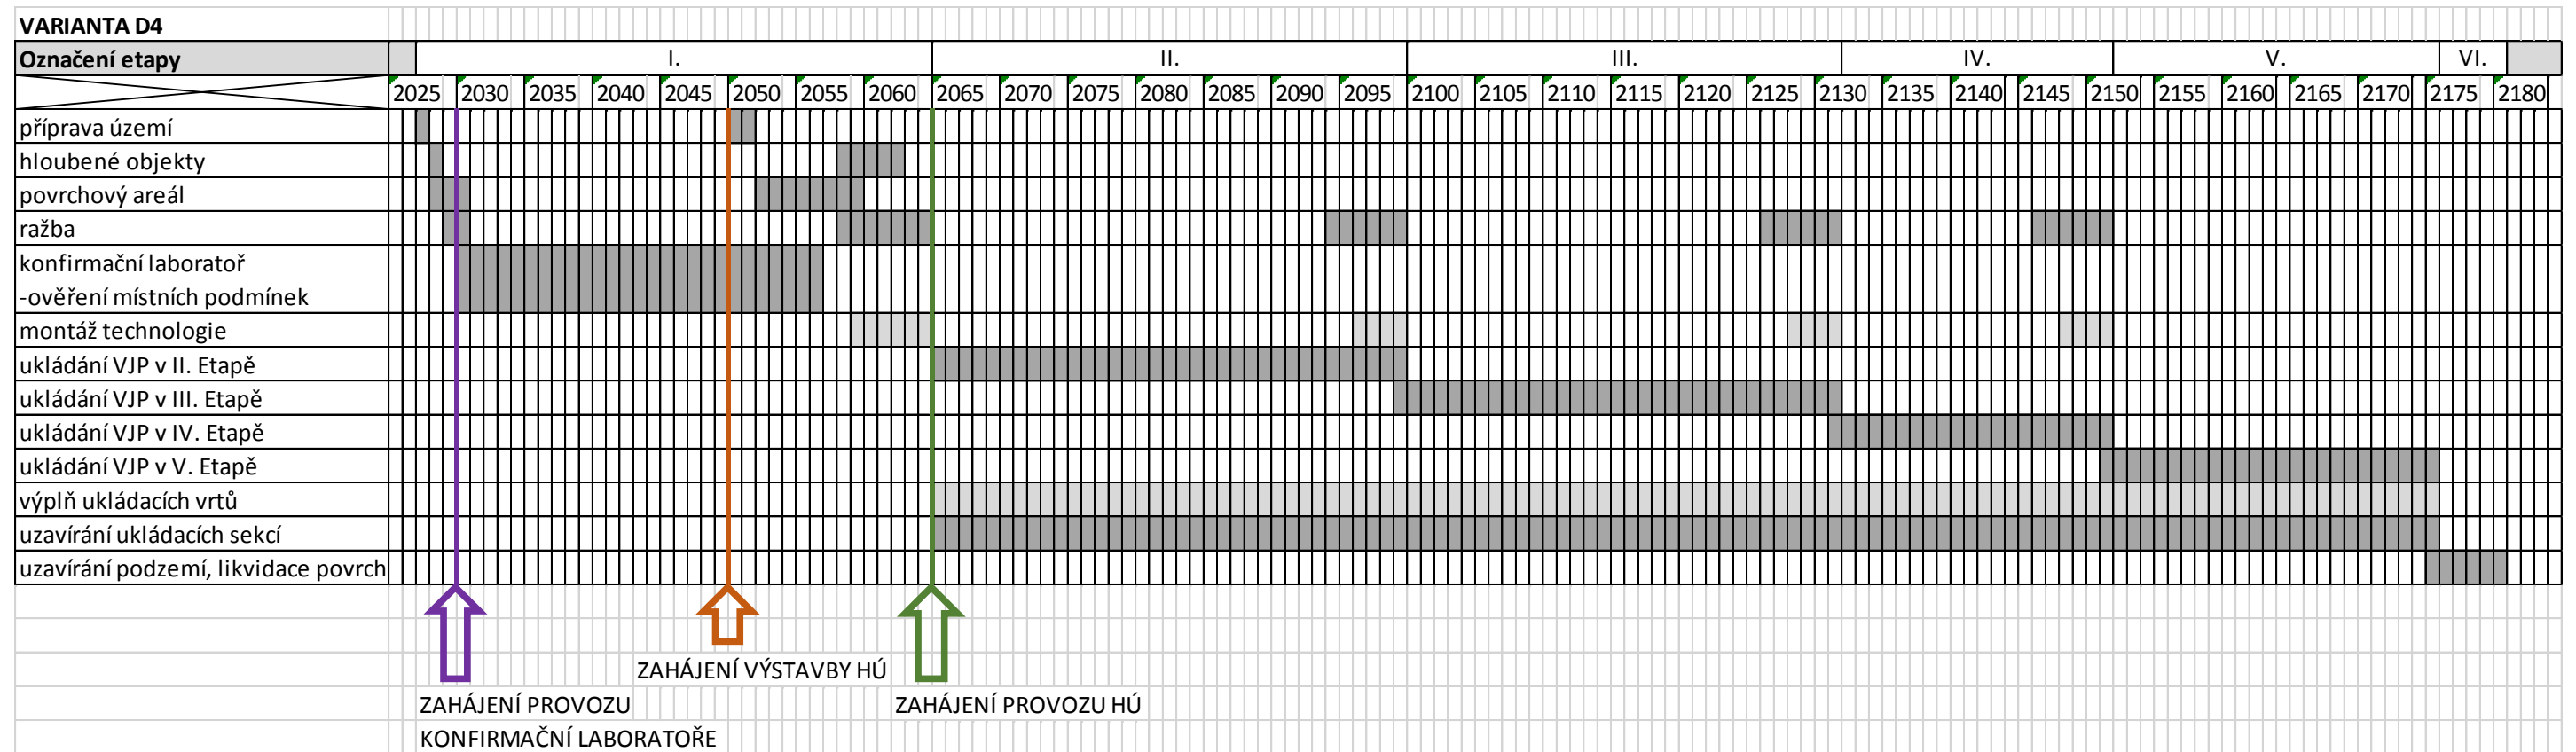 VARIANTA D4
Označení etapy I. II. III. IV. V. VI.
2025 2030 2035 2040 2045 2050 2055 2060 2065 2070 2075 2080 2085 2090 2095 2100 2105 2110 2115 2120 2125 2130 2135 2140 2145 2150 2155 2160 2165 2170 2175 2180
příprava území
hloubené objekty
povrchový areál
ražba
konfirmační laboratoř
-ověření místních podmínek
montáž technologie
ukládání VJP v II. Etapě
ukládání VJP v III. Etapě
ukládání VJP v IV. Etapě
ukládání VJP v V. Etapě
výplň ukládacích vrtů
uzavírání ukládacích sekcí
uzavírání podzemí, likvidace povrch
ZAHÁJENÍ VÝSTAVBY HÚ
ZAHÁJENÍ PROVOZU ZAHÁJENÍ PROVOZU HÚ
KONFIRMAČNÍ LABORATOŘE